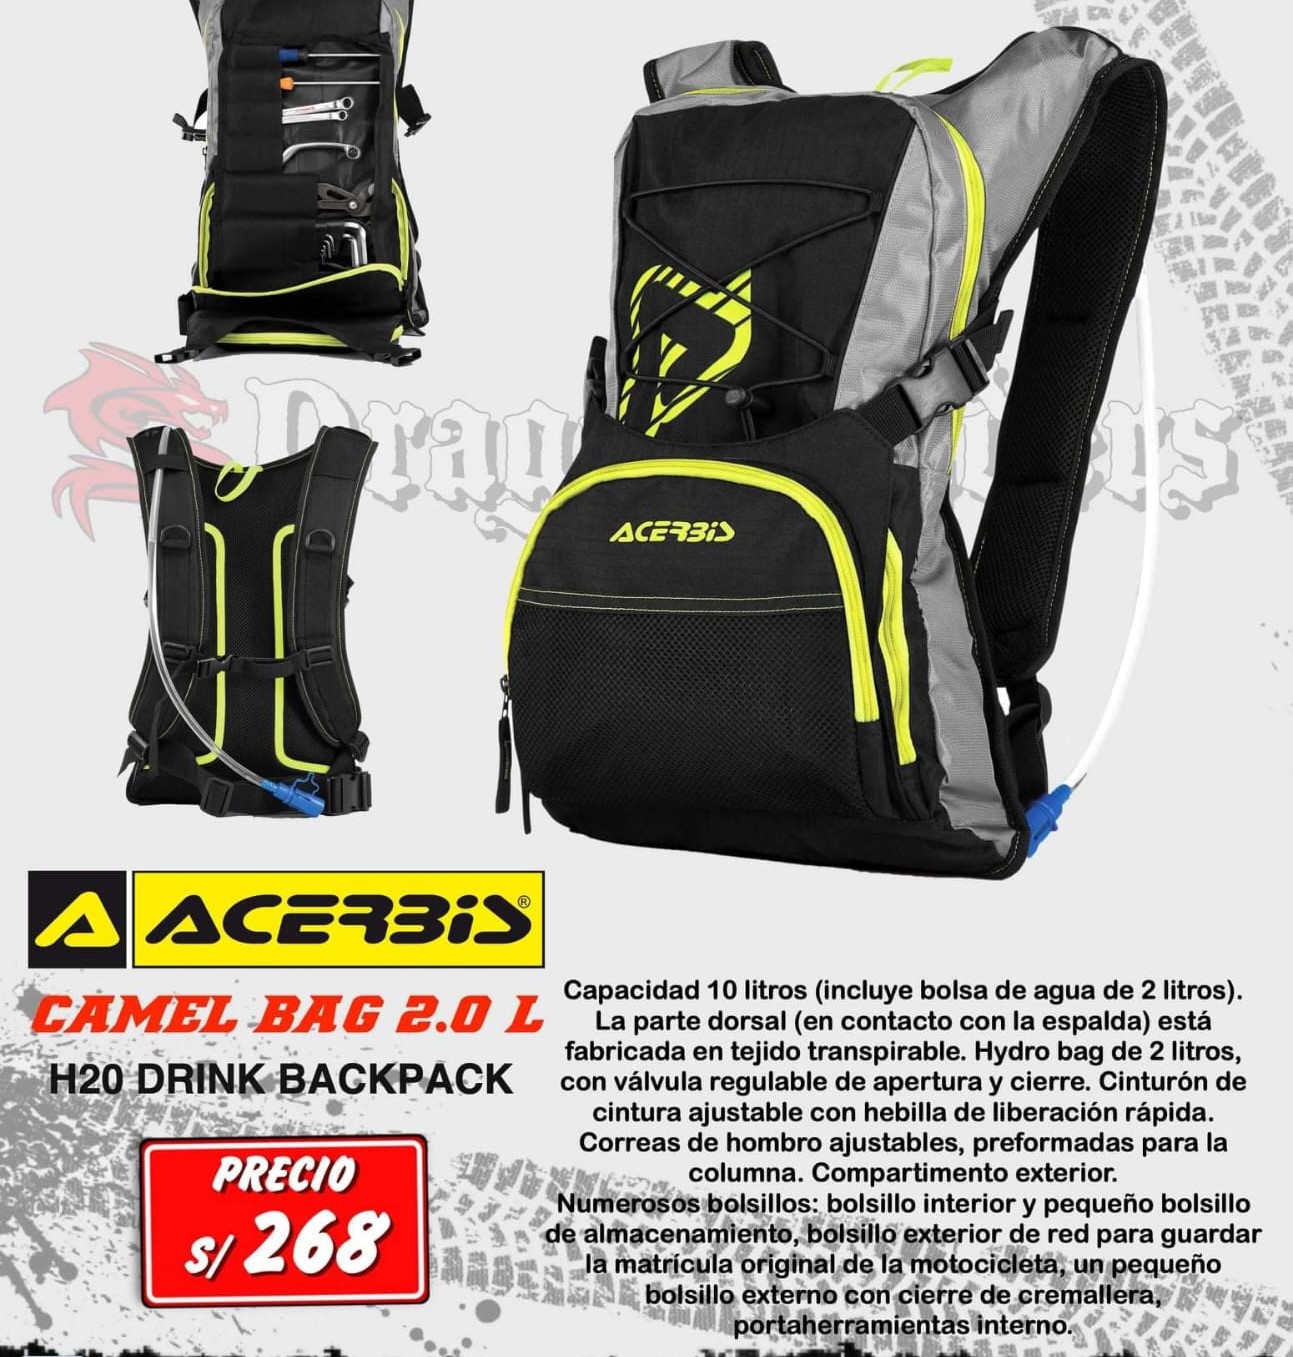 ACERBIS
ACERBIS®
CAMEL BAG 2.0 L
H20 DRINK BACKPACK
PRECIO
S/ 268
Capacidad 10 litros (incluye bolsa de agua de 2 litros).
La parte dorsal (en contacto con la espalda) está
fabricada en tejido transpirable. Hydro bag de 2 litros,
con válvula regulable de apertura y cierre. Cinturón de
cintura ajustable con hebilla de liberación rápida.
Correas de hombro ajustables, preformadas para la
columna. Compartimento exterior.
Numerosos bolsillos: bolsillo interior y pequeño bolsillo
de almacenamiento, bolsillo exterior de red para guardar
la matrícula original de la motocicleta, un pequeño
bolsillo externo con cierre de cremallera,
portaherramientas interno.